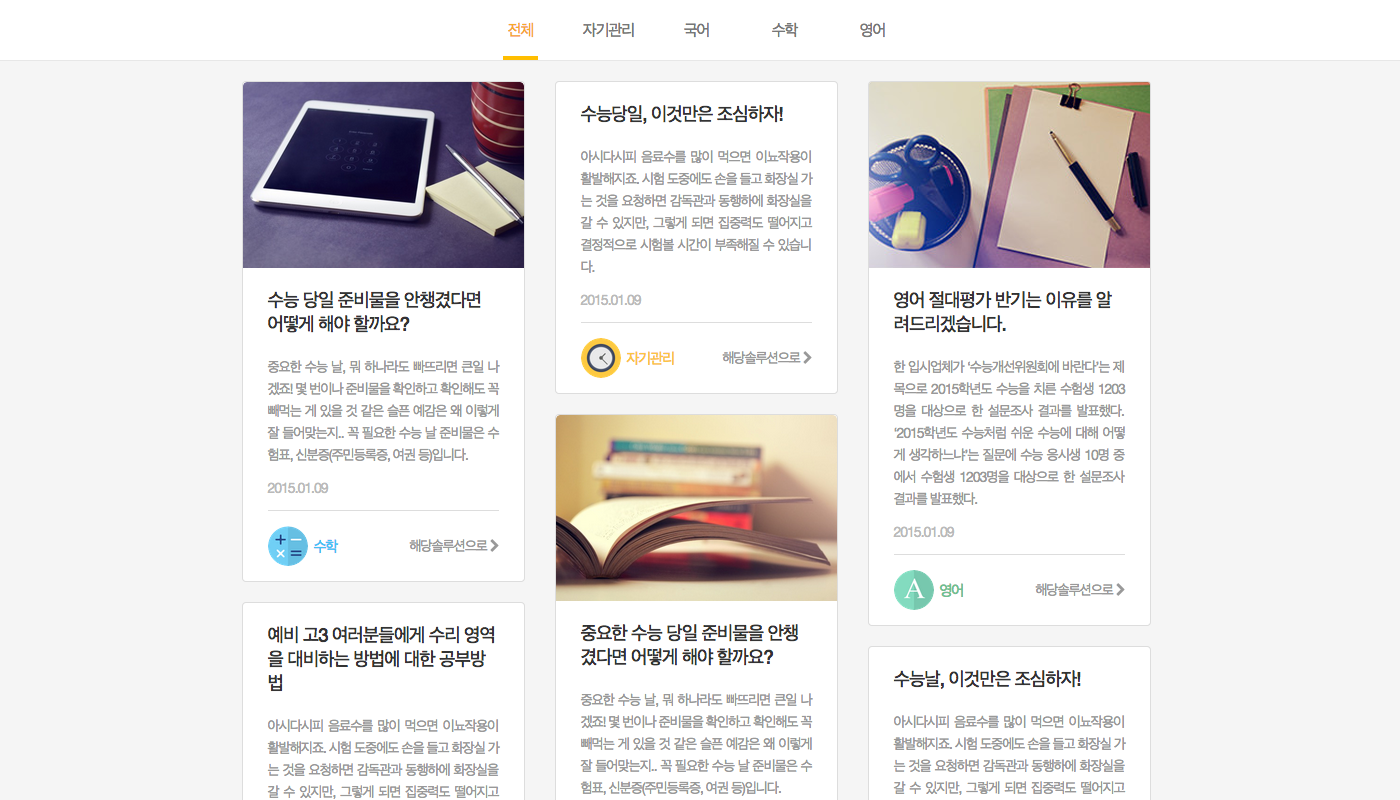 전체
자기관리
국어
수학
영어
수능 당일 준비물을 안챙겼다면
어떻게 해야 할까요?
중요한 수능 날, 뭐 하나라도 빠뜨리면 큰일 나
겠죠! 몇 번이나 준비물을 확인하고 확인해도 꼭
빼먹는 게 있을 것 같은 슬픈 예감은 왜 이렇게
잘 들어맞는지.. 꼭 필요한 수능 날 준비물은 수
험표, 신분증(주민등록증, 여권 등)입니다.
2015.01.09
수학
해당솔루션으로
예비 고3 여러분들에게 수리 영역
을 대비하는 방법에 대한 공부방
법
아시다시피 음료수를 많이 먹으면 이뇨작용이
활발해지죠. 시험 도중에도 손을 들고 화장실 가
는 것을 요청하면 감독관과 동행하에 화장실을
갈 수 있지만, 그렇게 되면 집중력도 떨어지고
수능당일, 이것만은 조심하자!
아시다시피 음료수를 많이 먹으면 이뇨작용이
활발해지죠. 시험 도중에도 손을 들고 화장실 가
는 것을 요청하면 감독관과 동행하에 화장실을
갈 수 있지만, 그렇게 되면 집중력도 떨어지고
결정적으로 시험볼 시간이 부족해질 수 있습니
다.
2015.01.09
자기관리
해당솔루션으로
중요한 수능 당일 준비물을 안챙
겼다면 어떻게 해야 할까요?
중요한 수능 날, 뭐 하나라도 빠뜨리면 큰일 나
겠죠! 몇 번이나 준비물을 확인하고 확인해도 꼭
빼먹는 게 있을 것 같은 슬픈 예감은 왜 이렇게
잘 들어맞는지.. 꼭 필요한 수능 날 준비물은 수
험표, 신분증(주민등록증, 여권 등)입니다.
영어 절대평가 반기는 이유를 알
려드리겠습니다.
한 입시업체가 ‘수능개선위원회에 바란다’는 제
목으로 2015학년도 수능을 치른 수험생 1203
명을 대상으로 한 설문조사 결과를 발표했다.
‘2015학년도 수능처럼 쉬운 수능에 대해 어떻
게 생각하느냐’는 질문에 수능 응시생 10명 중
에서 수험생 1203명을 대상으로 한 설문조사
결과를 발표했다.
2015.01.09
A
영어
해당솔루션으로
수능날, 이것만은 조심하자!
아시다시피 음료수를 많이 먹으면 이뇨작용이
활발해지죠. 시험 도중에도 손을 들고 화장실 가
는 것을 요청하면 감독관과 동행하에 화장실을
갈 수 있지만, 그렇게 되면 집중력도 떨어지고